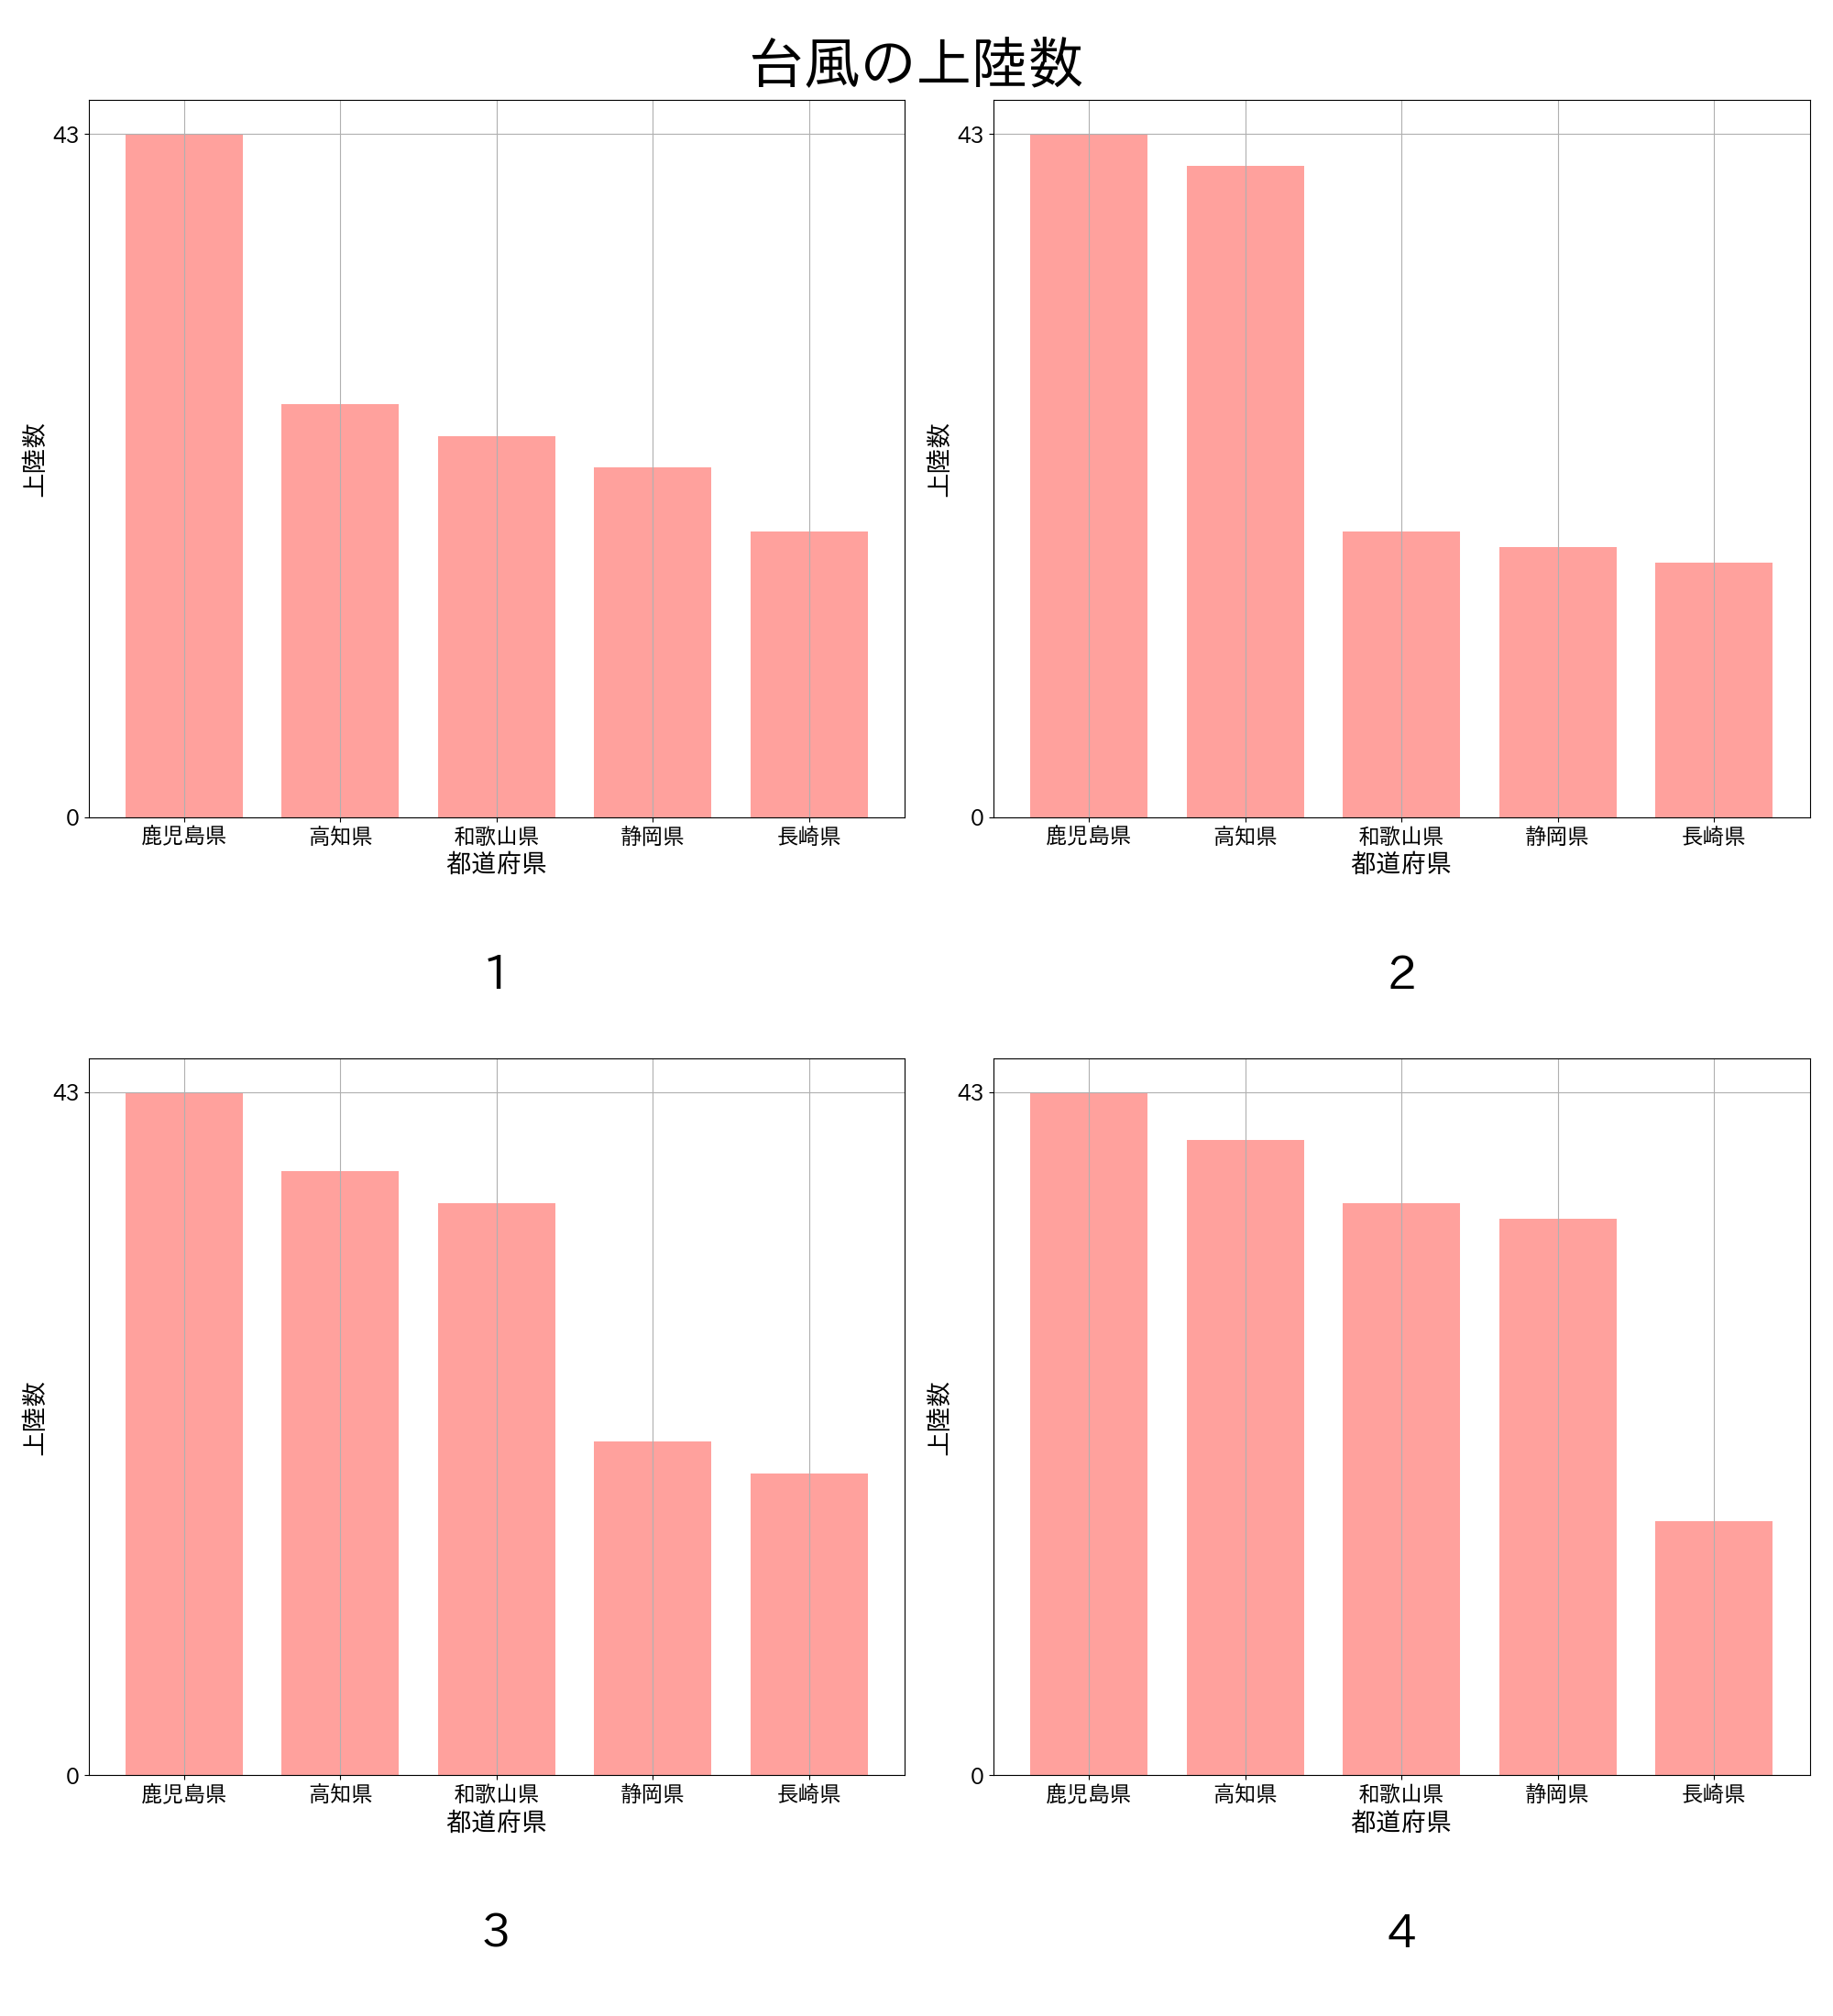 台風の上陸数
43
0
上陸数
鹿児島県 高知県 和歌山県 静岡県 長崎県
都道府県
1
43
0
上陸数
鹿児島県 高知県 和歌山県 静岡県 長崎県
都道府県
2
43
0
上陸数
鹿児島県 高知県 和歌山県 静岡県 長崎県
都道府県
3
43
0
上陸数
鹿児島県 高知県 和歌山県 静岡県 長崎県
都道府県
4